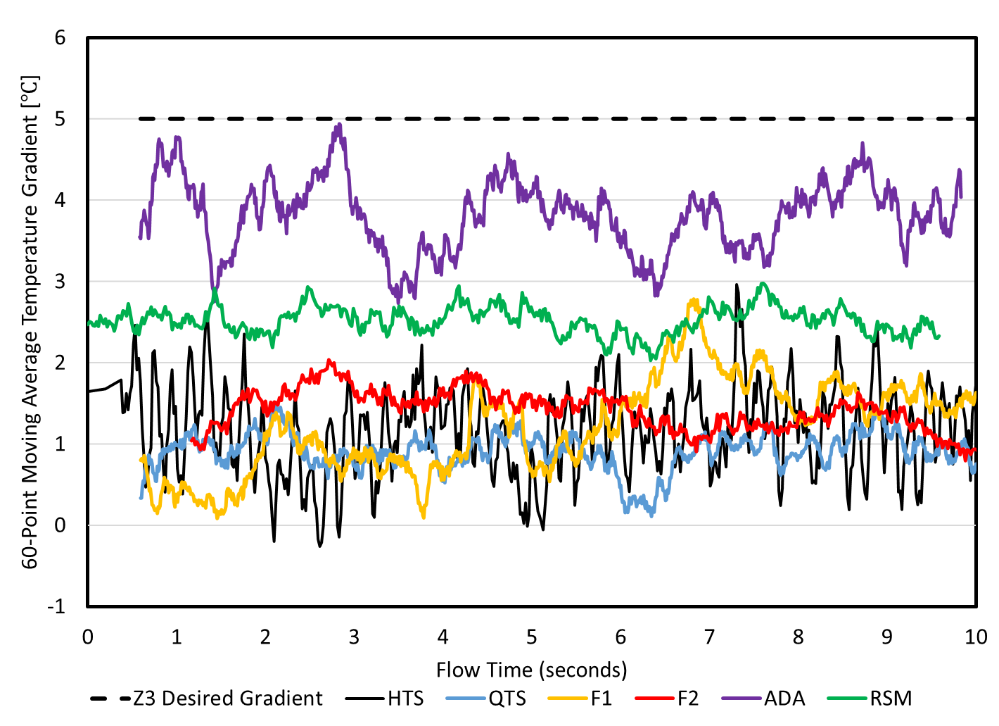 6
5
4
3
2
1
0
-1
60-Point Moving Average Temperature Gradient [°C]
0 1 2 3 4 5 6 7 8 9 10
Flow Time (seconds)
Z3 Desired Gradient HTS QTS F1 F2 ADA RSM